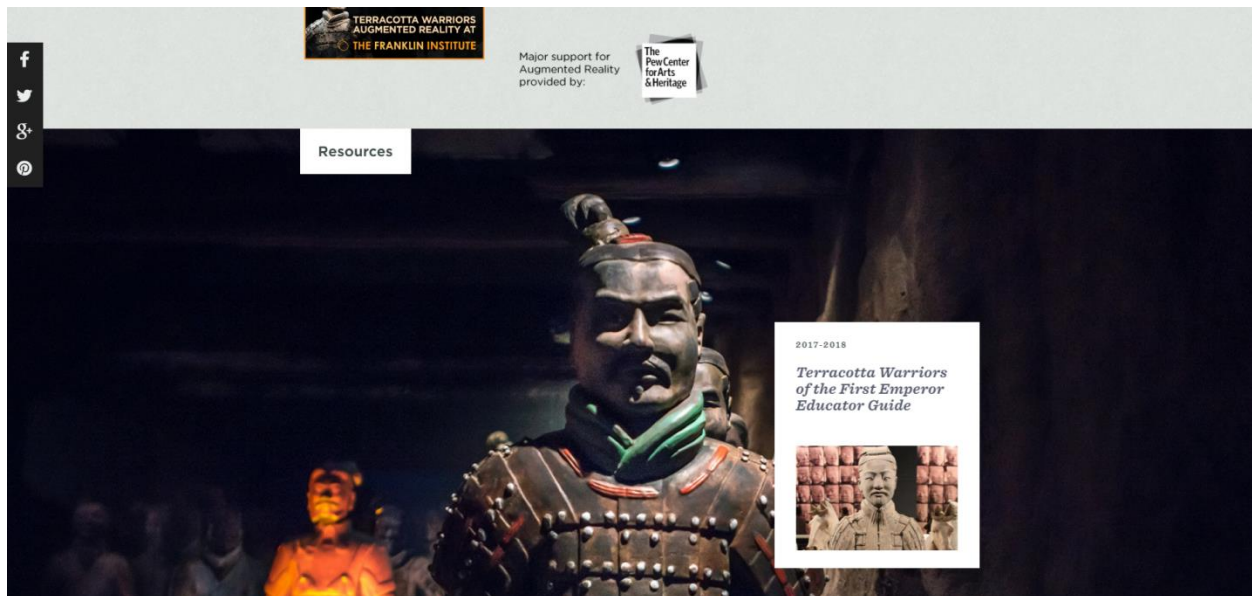 TERRACOTTA WARRIORS
AUGMENTED REALITY AT
THE FRANKLIN INSTITUTE
Major support for
Augmented Reality
provided by:
The
Pew Center
for Arts
& Heritage
Resources
2017-2018
Terracotta Warriors
of the First Emperor
Educator Guide